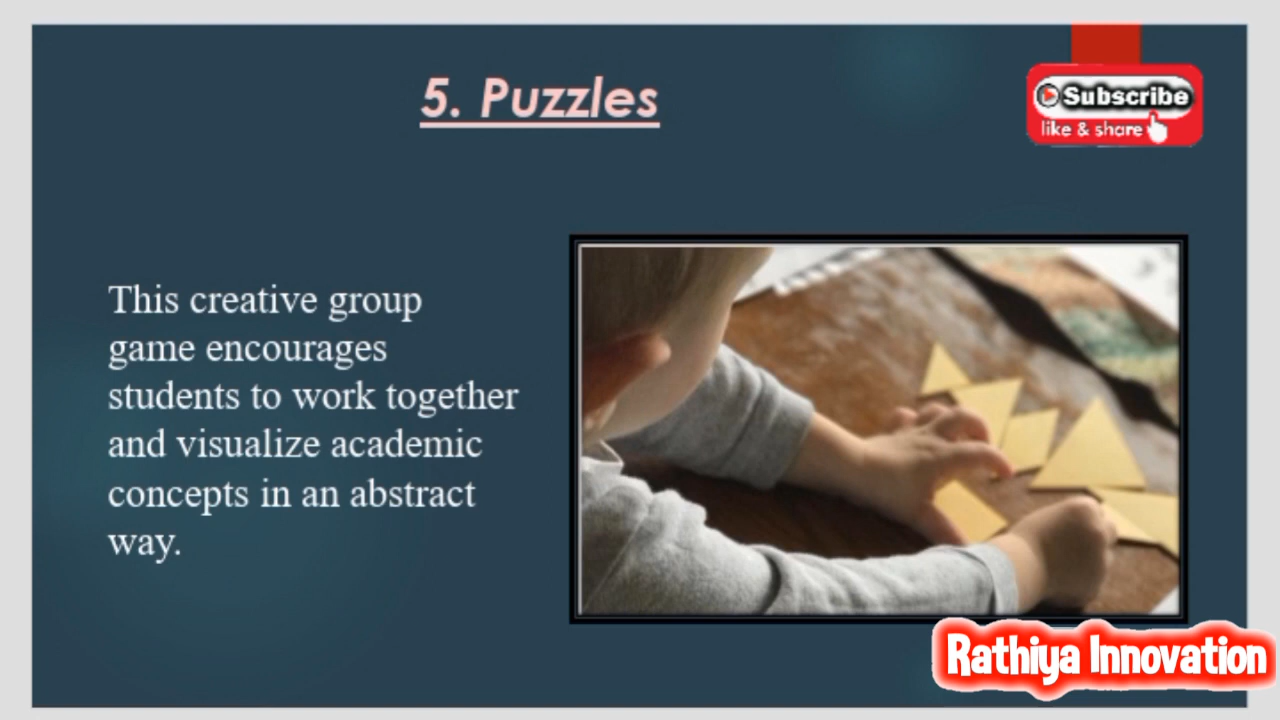 5. Puzzles
Subscribe
like & share
This creative group
game encourages
students to work together
and visualize academic
concepts in an abstract
way.
Rathiya Innovation